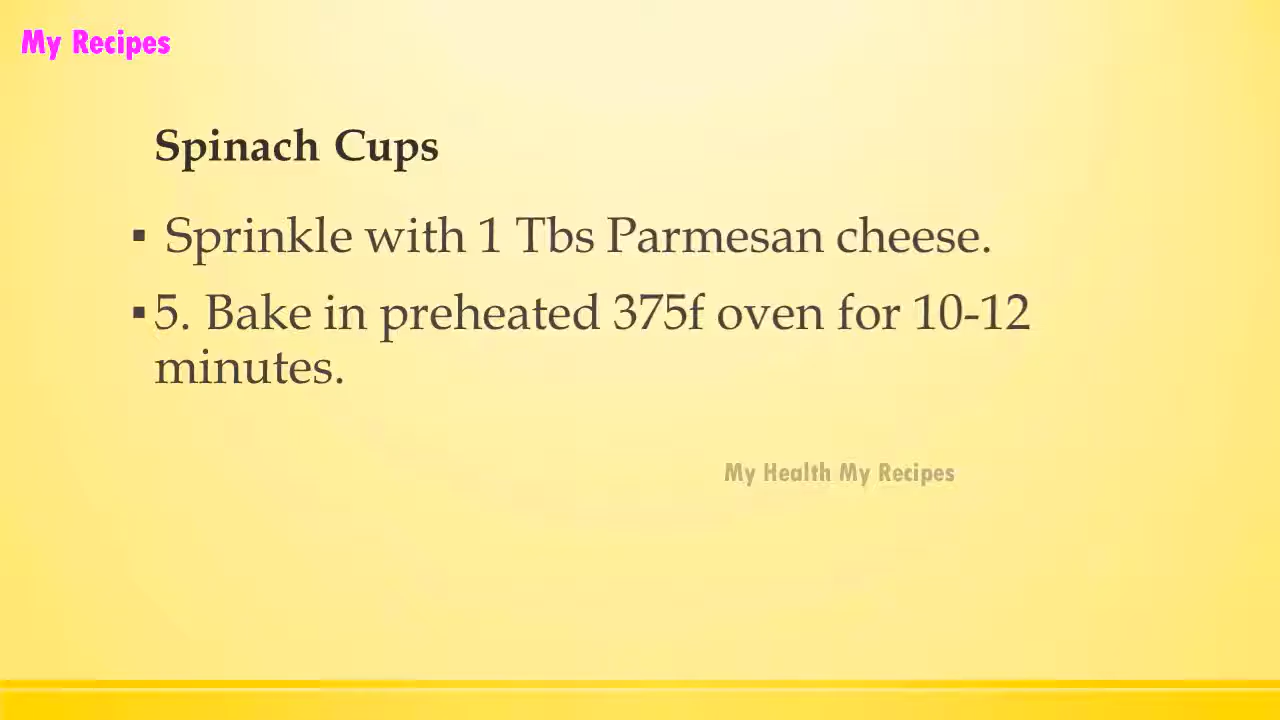 My Recipes
Spinach Cups
▪ Sprinkle with 1 Tbs Parmesan cheese.
▪ 5. Bake in preheated 375f oven for 10-12
minutes.
My Health My Recipes